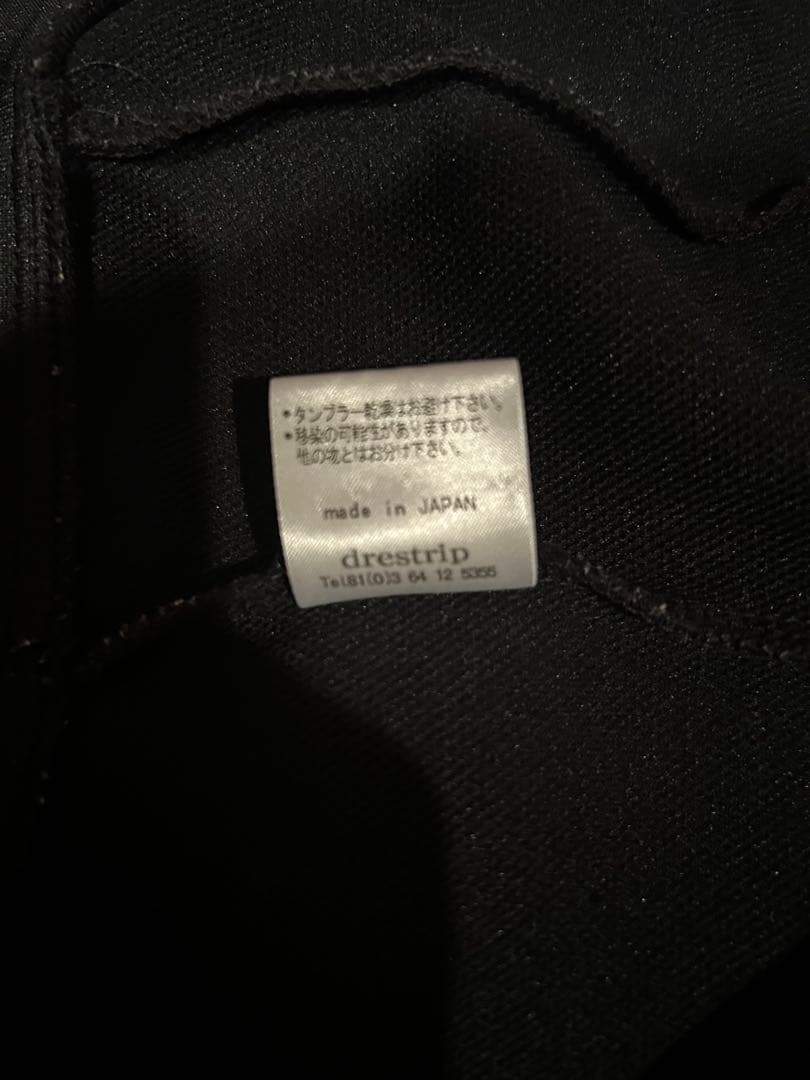 •タンブラー乾燥はお避け下さい。
•移染の可能性がありますので、
他の物とはお分け下さい。
made in JAPAN
drestrip
Tel.81(0)3 64 12 5355